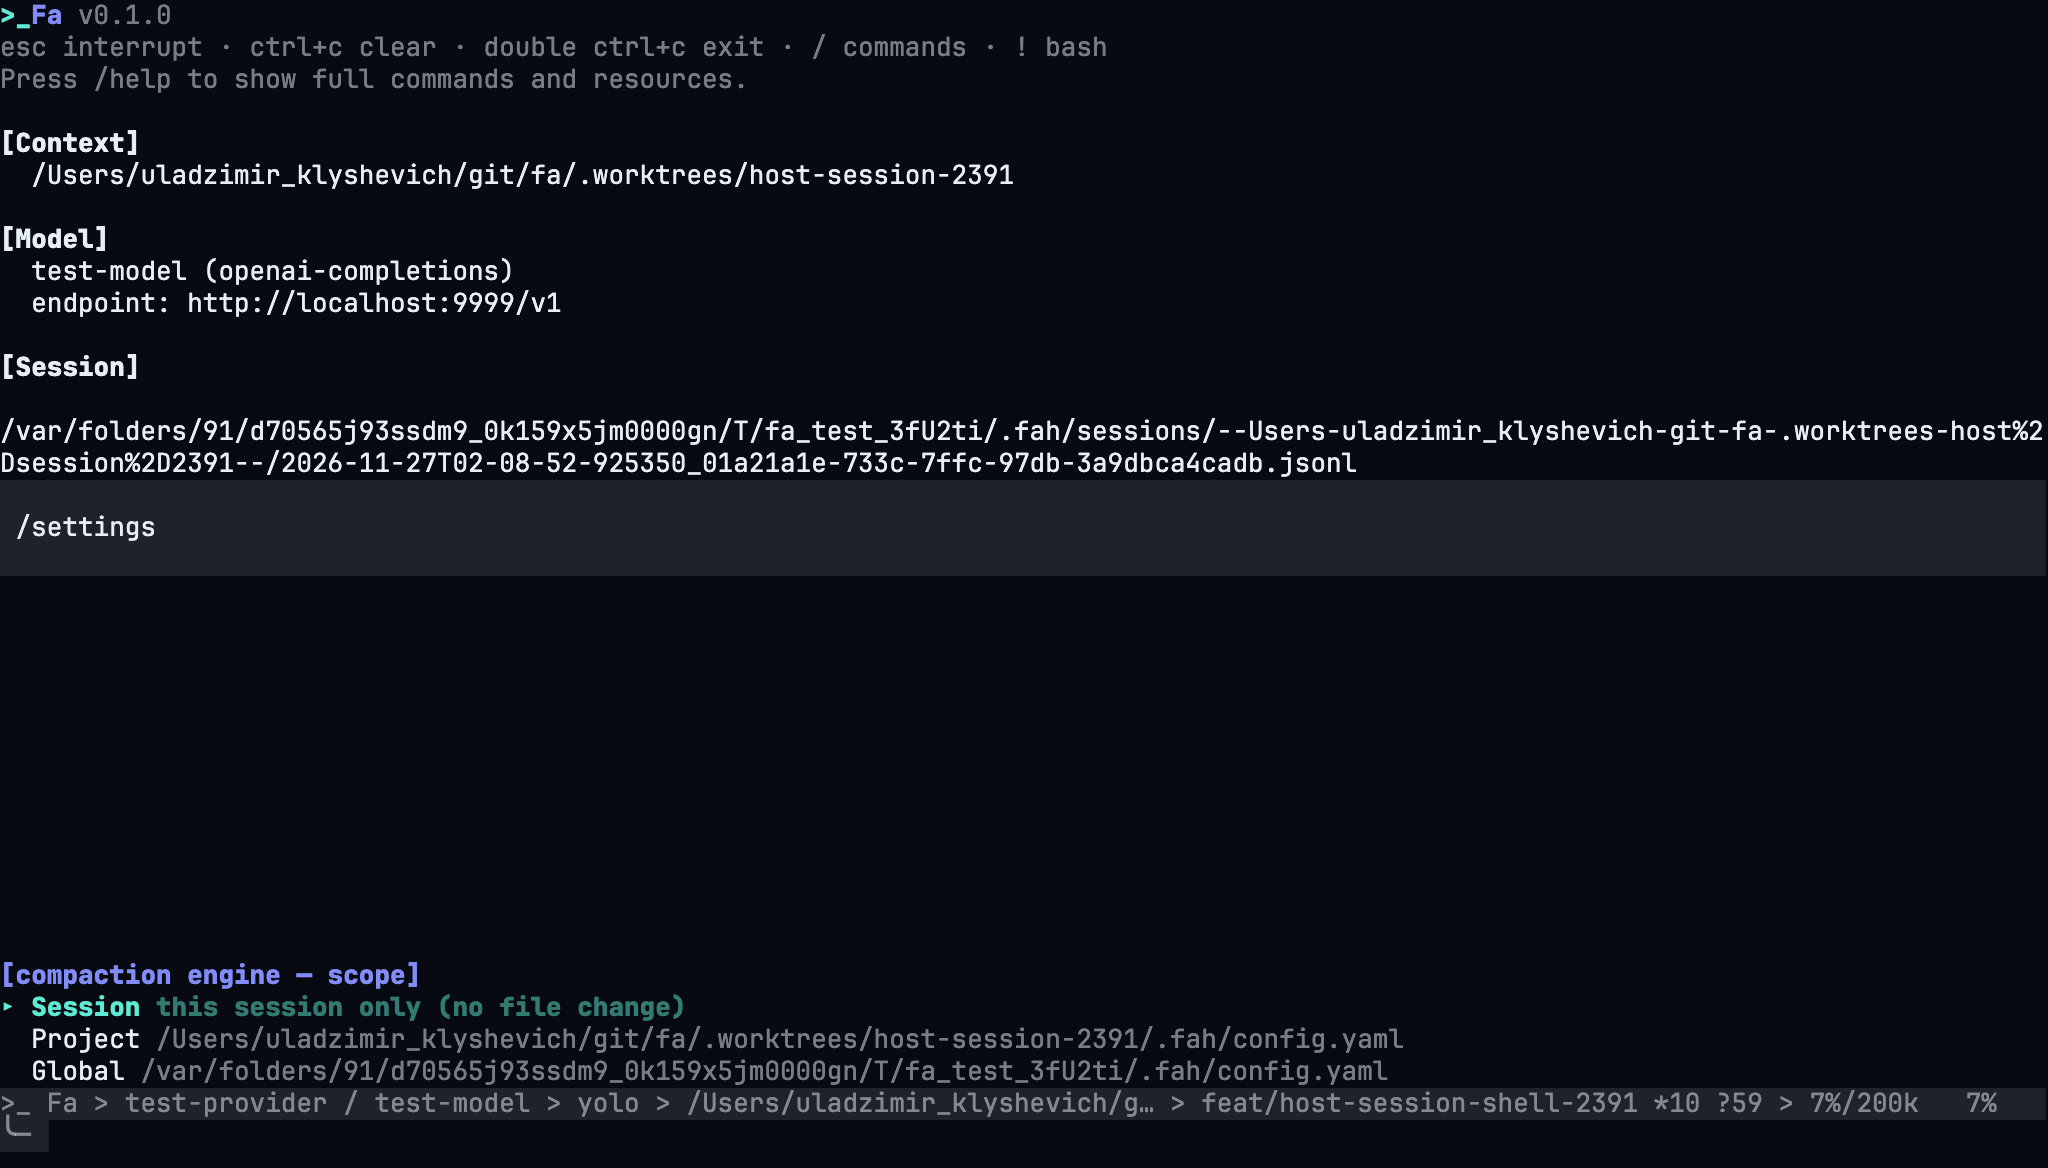 >_Fa v0.1.0
esc interrupt · ctrl+c clear · double ctrl+c exit · / commands · ! bash
Press /help to show full commands and resources.
[Context]
/Users/uladzimir_klyshevich/git/fa/.worktrees/host-session-2391
[Model]
test-model (openai-completions)
endpoint: http://localhost:9999/v1
[Session]
/var/folders/91/d70565j93ssdm9_0k159x5jm0000gn/T/fa_test_3fU2ti/.fah/sessions/--Users-uladzimir_klyshevich-git-fa-.worktrees-host%2
Dsession%2D2391--/2026-11-27T02-08-52-925350_01a21a1e-733c-7ffc-97db-3a9dbca4cadb.jsonl
/settings
[compaction engine — scope]
▸ Session this session only (no file change)
Project /Users/uladzimir_klyshevich/git/fa/.worktrees/host-session-2391/.fah/config.yaml
Global /var/folders/91/d70565j93ssdm9_0k159x5jm0000gn/T/fa_test_3fU2ti/.fah/config.yaml
>_ Fa > test-provider / test-model > yolo > /Users/uladzimir_klyshevich/g… > feat/host-session-shell-2391 *10 ?59 > 7%/200k 7%